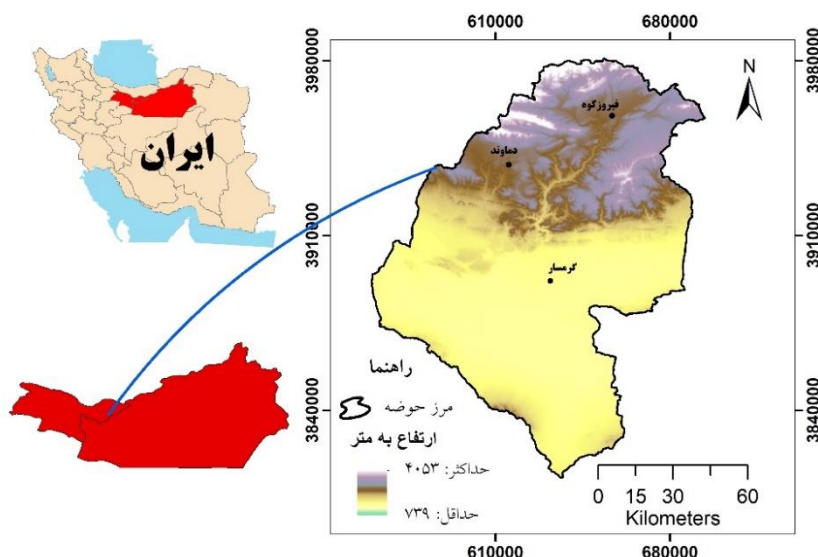 610000
680000
3980000
3980000
N
فیروزکوه
دماوند
ایران
3910000
3910000
گرمسار
راهنما
مرز حوضه
ارتفاع به متر
حداکثر: ۴۰۵۳
حداقل: ۷۳۹
3840000
3840000
0 15 30 60
Kilometers
610000
680000